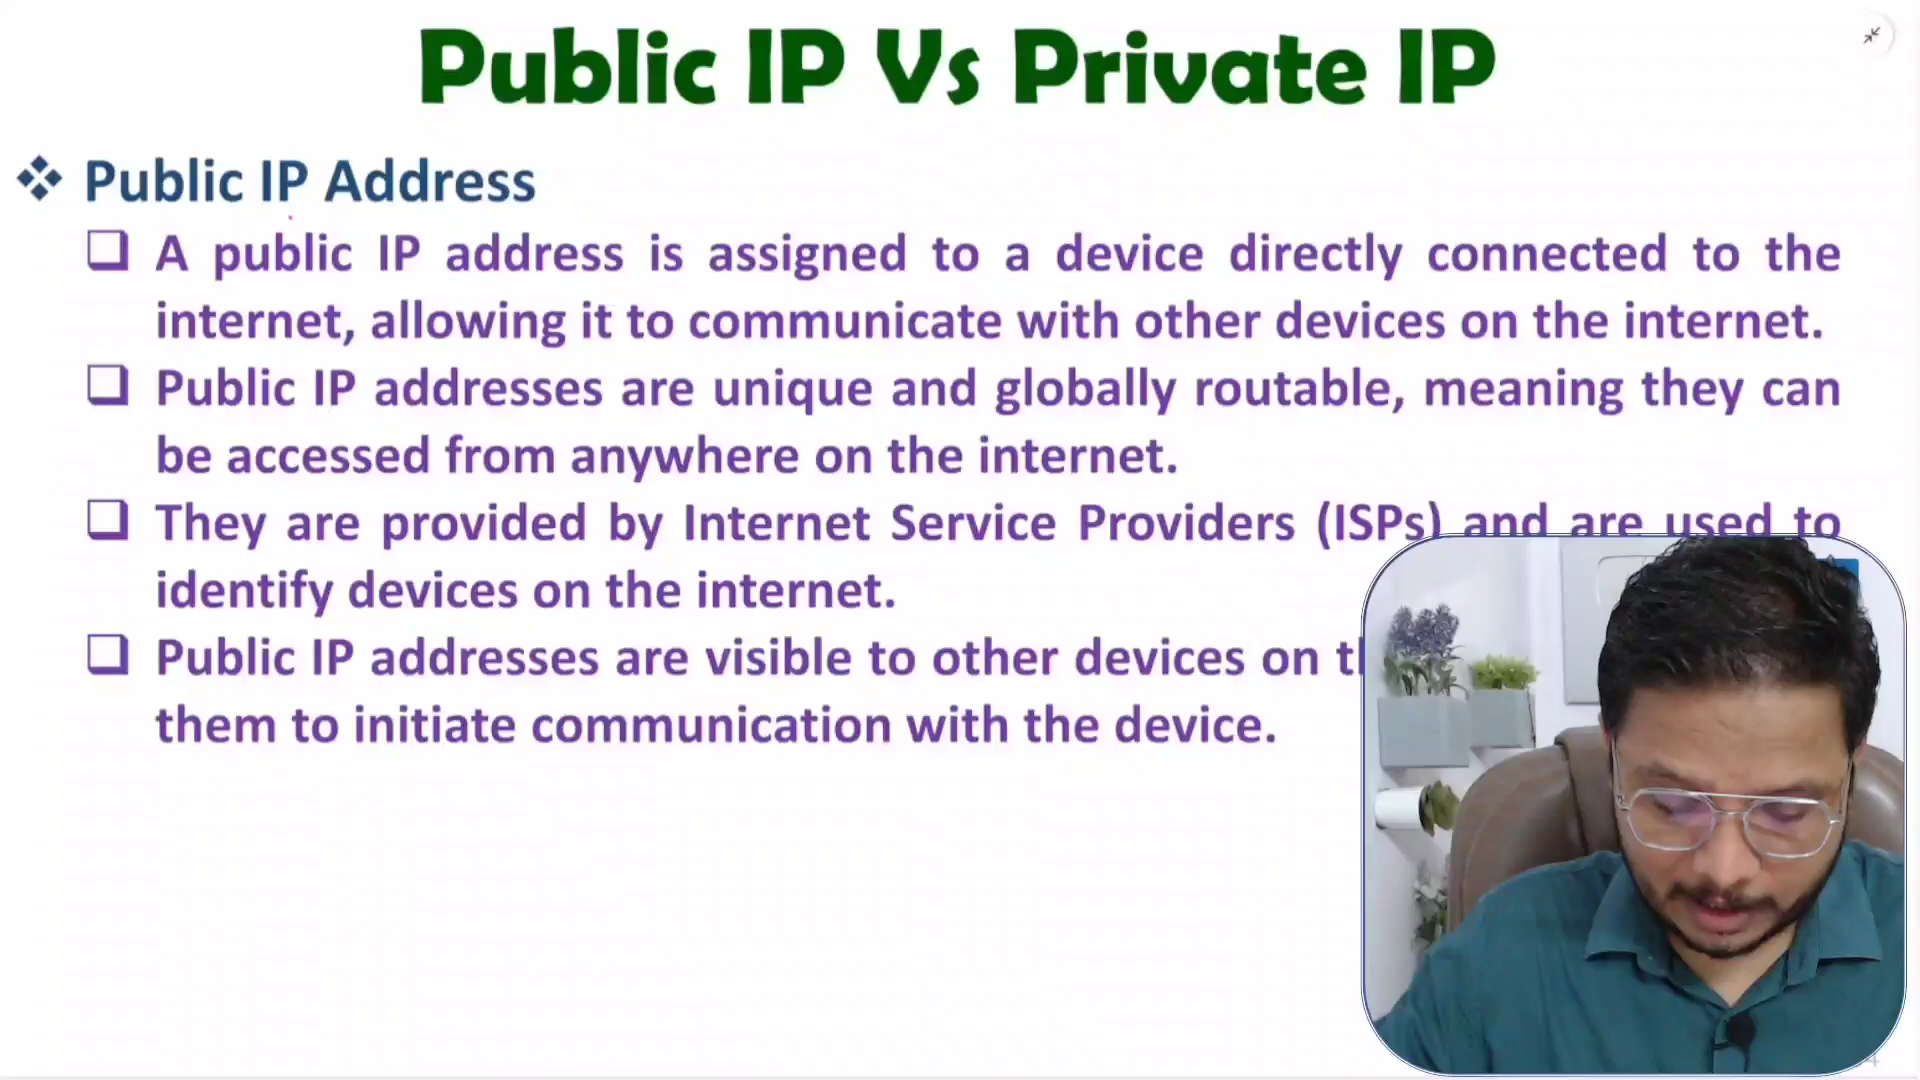 Public IP Vs Private IP
Public IP Address
A public IP address is assigned to a device directly connected to the
internet, allowing it to communicate with other devices on the internet.
Public IP addresses are unique and globally routable, meaning they can
be accessed from anywhere on the internet.
They are provided by Internet Service Providers (ISPs) and are used to
identify devices on the internet.
Public IP addresses are visible to other devices on
them to initiate communication with the device.